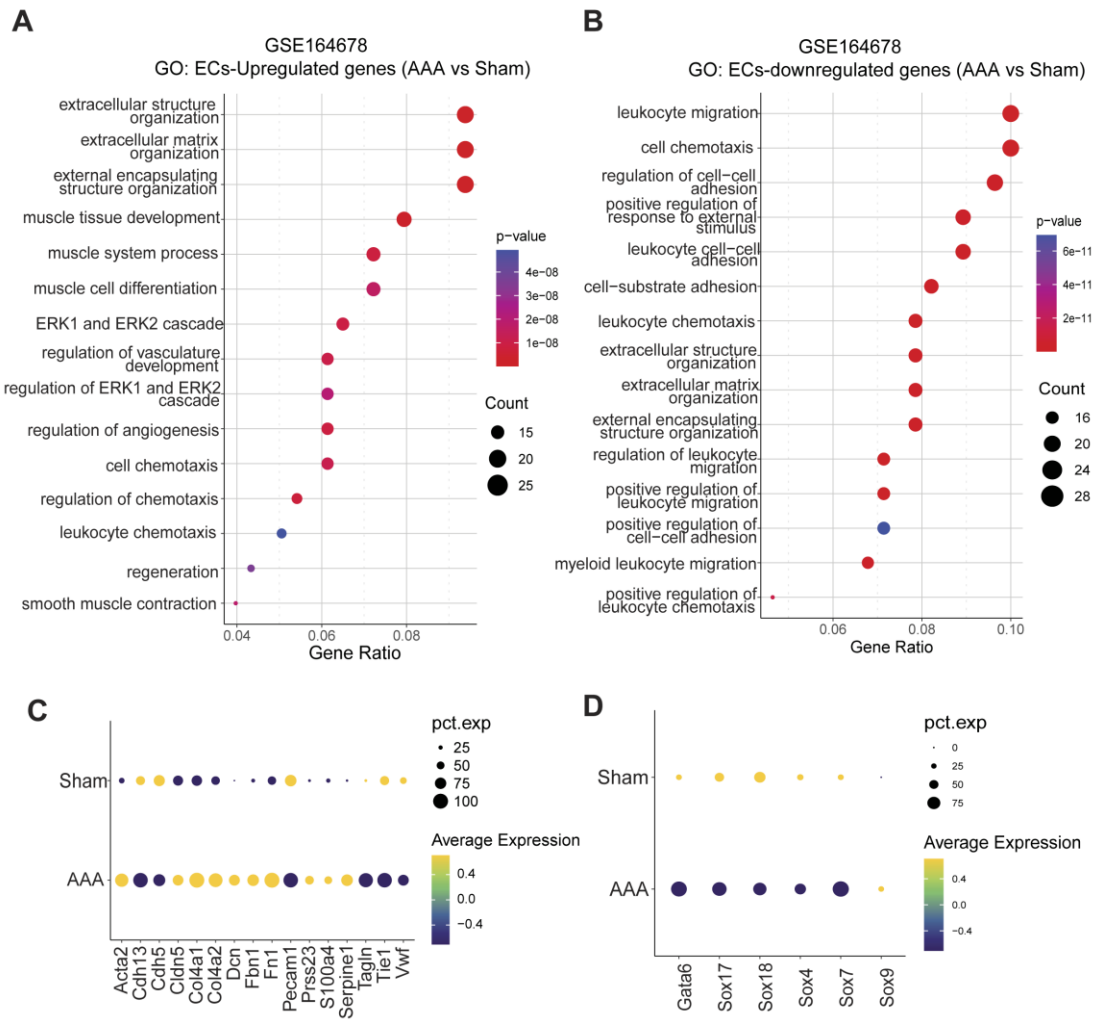 A
GSE164678
GO: ECs-Upregulated genes (AAA vs Sham)
extracellular structure
organization
extracellular matrix
organization
external encapsulating
structure organization
muscle tissue development
muscle system process
muscle cell differentiation
ERK1 and ERK2 cascade
regulation of vasculature
development
regulation of ERK1 and ERK2
cascade
regulation of angiogenesis
cell chemotaxis
regulation of chemotaxis
leukocyte chemotaxis
regeneration
smooth muscle contraction
0.04
0.06
0.08
Gene Ratio
p-value
4e-08
3e-08
2e-08
1e-08
Count
15
20
25
B
GSE164678
GO: ECs-downregulated genes (AAA vs Sham)
leukocyte migration
cell chemotaxis
regulation of cell-cell
adhesion
positive regulation of
response to external
stimulus
leukocyte cell-cell
adhesion
cell-substrate adhesion
leukocyte chemotaxis
extracellular structure
organization
extracellular matrix
organization
external encapsulating
structure organization
regulation of leukocyte
migration
positive regulation of
leukocyte migration
positive regulation of
cell-cell adhesion
myeloid leukocyte migration
positive regulation of
leukocyte chemotaxis
0.06
0.08
0.10
Gene Ratio
p-value
6e-11
4e-11
2e-11
Count
16
20
24
28
C
Sham
AAA
Acta2
Cdh13
Cdh5
Cldn5
Col4a1
Col4a2
Dcn
Fbn1
Fn1
Pecam1
Prss23
S100a4
Serpine1
Tagln
Tie1
Vwf
pct.exp
25
50
75
100
Average Expression
0.4
0.0
−0.4
D
Sham
AAA
Gata6
Sox17
Sox18
Sox4
Sox7
Sox9
pct.exp
0
25
50
75
Average Expression
0.4
0.0
−0.4